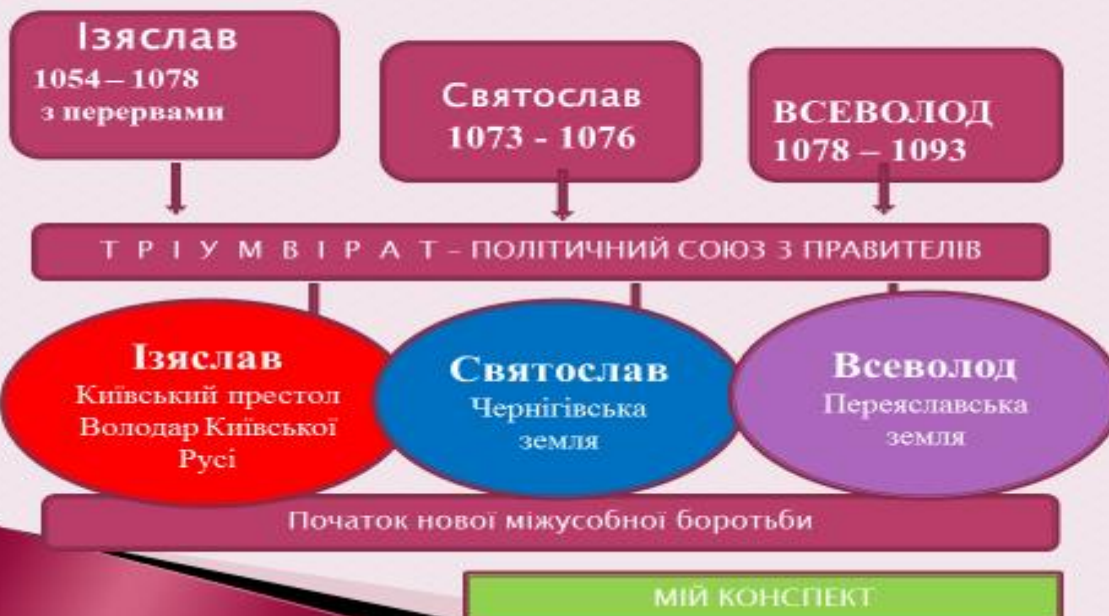 Ізяслав
1054 – 1078
з перервами
Святослав
1073 - 1076
ВСЕВОЛОД
1078 – 1093
Т Р І У М В І Р А Т – ПОЛІТИЧНИЙ СОЮЗ 3 ПРАВИТЕЛІВ
Ізяслав
Київський престол
Володар Київської
Русі
Святослав
Чернігівська
земля
Всеволод
Переяславська
земля
Початок нової міжусобної боротьби
МІЙ КОНСПЕКТ